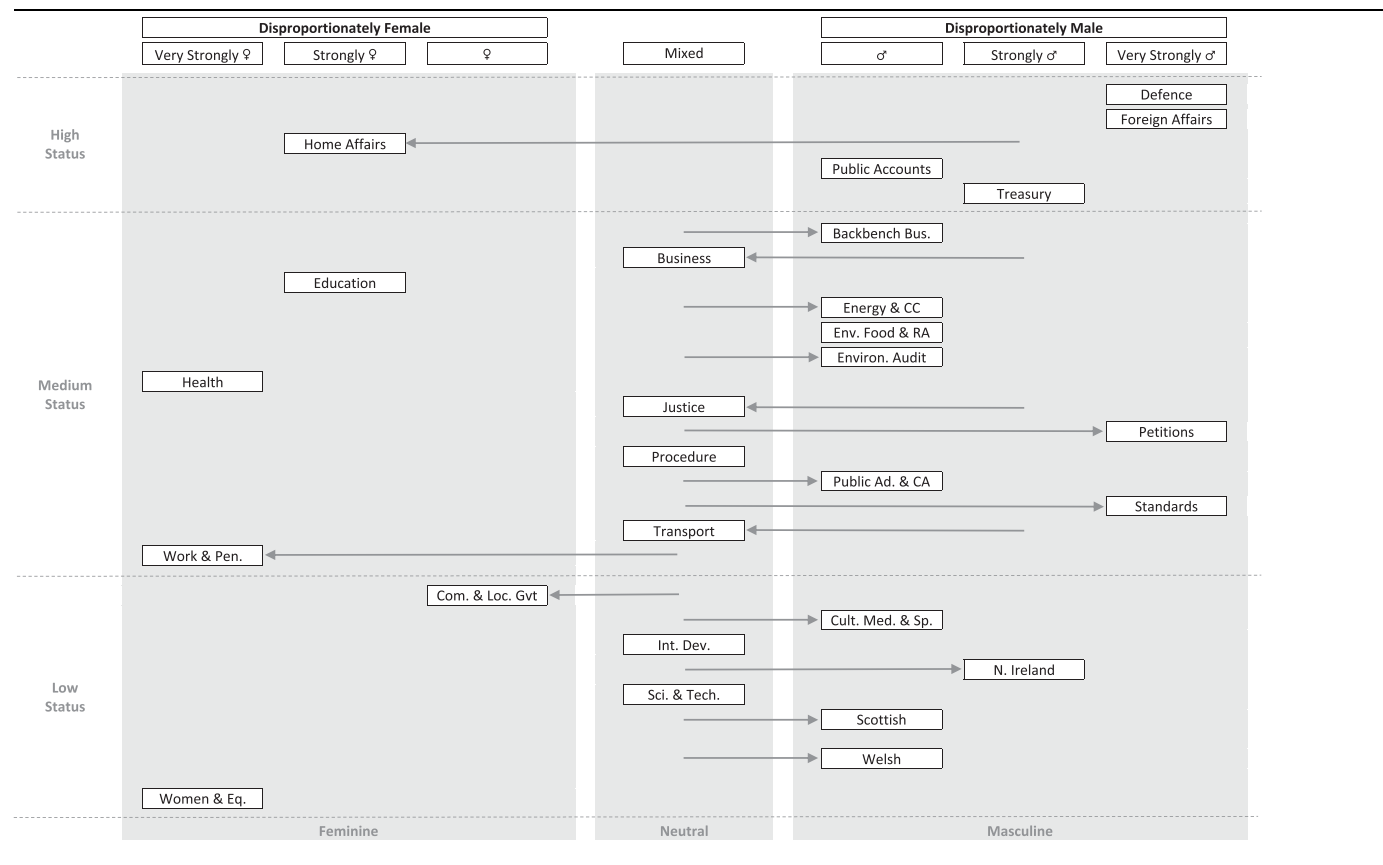 Disproportionately Female
Disproportionately Male
Very Strongly ♀
Strongly ♀
♀
Mixed
♂
Strongly ♂
Very Strongly ♂
High
Status
Defence
Foreign Affairs
Home Affairs
Public Accounts
Treasury
Medium
Status
Backbench Bus.
Business
Education
Energy & CC
Env. Food & RA
Environ. Audit
Health
Justice
Petitions
Procedure
Public Ad. & CA
Standards
Transport
Work & Pen.
Low
Status
Com. & Loc. Gvt
Cult. Med. & Sp.
Int. Dev.
N. Ireland
Sci. & Tech.
Scottish
Welsh
Women & Eq.
Feminine
Neutral
Masculine